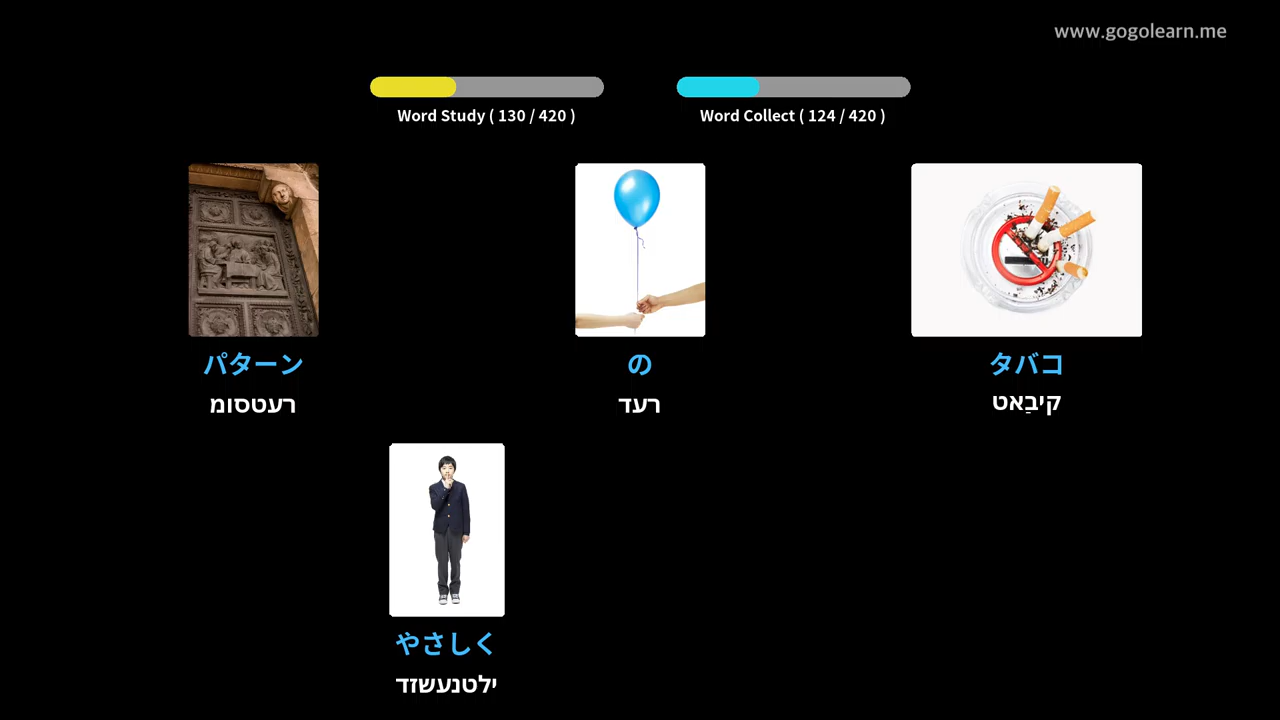 www.gogolearn.me
Word Study ( 130 / 420 )
Word Collect ( 124 / 420 )
パターン
רעטסומ
の
רעד
タバコ
קיבַאט
やさしく
ילטנעשזד